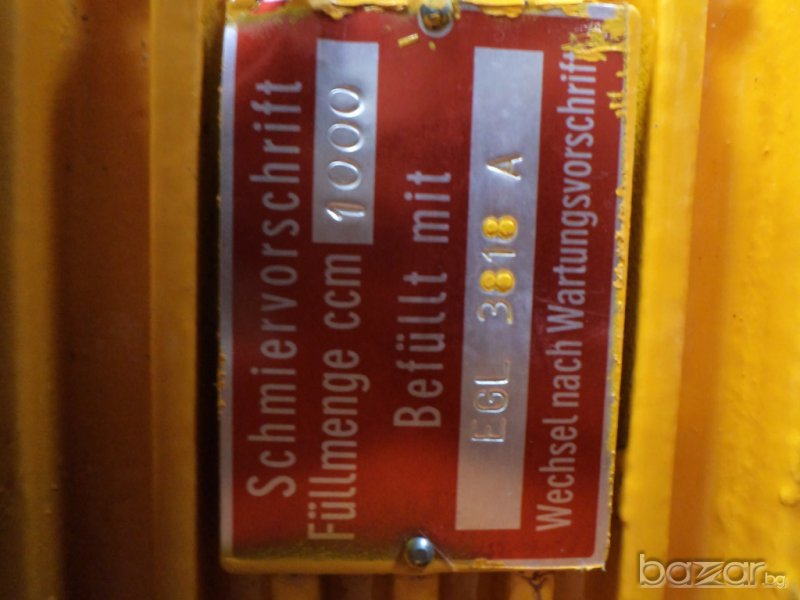 Schmiervorschrift
Füllmenge ccm 1000
Befüllt mit
EGL 3818 A
Wechsel nach Wartungsvorschrift
bazar.bg